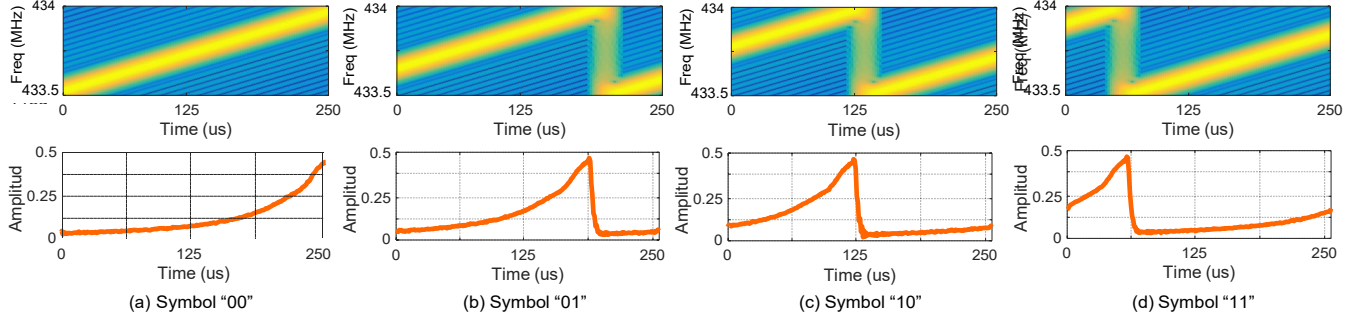 434
Freq (MHz)
433.5
0
125
250
Time (us)
434
Freq (MHz)
433.5
0
125
250
Time (us)
434
Freq (MHz)
433.5
0
125
250
Time (us)
434
Freq (MHz)
433.5
0
125
250
Time (us)
0.5
Amplitud
0.25
0
0
125
250
Time (us)
0.5
Amplitud
0.25
0
0
125
250
Time (us)
0.5
Amplitud
0.25
0
0
125
250
Time (us)
0.5
Amplitud
0.25
0
0
125
250
Time (us)
(a) Symbol “00”
(b) Symbol “01”
(c) Symbol “10”
(d) Symbol “11”